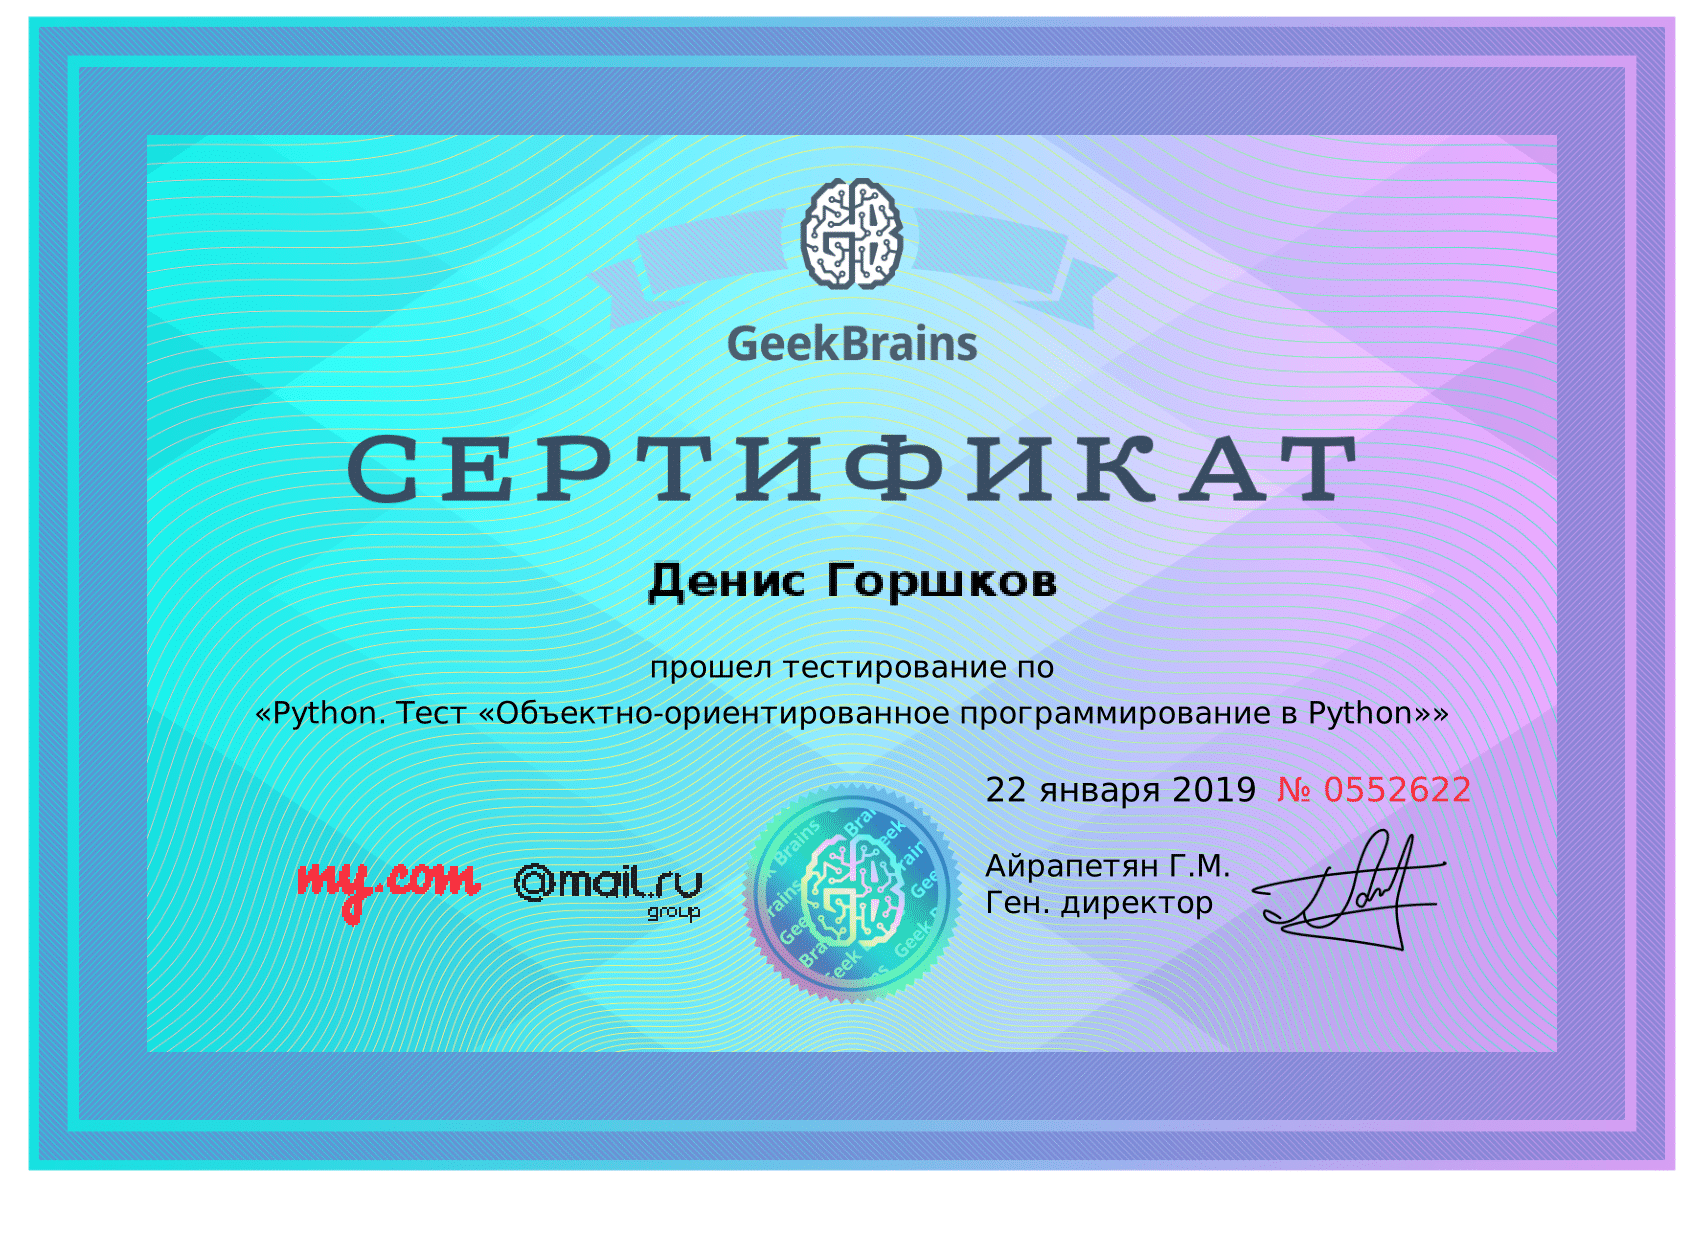 GeekBrains
СЕРТИФИКАТ
Денис Горшков
прошел тестирование по
«Python. Тест «Объектно-ориентированное программирование в Python»»
22 января 2019 № 0552622
Айрапетян Г.М.
Ген. директор
my.com @mail.ru
group